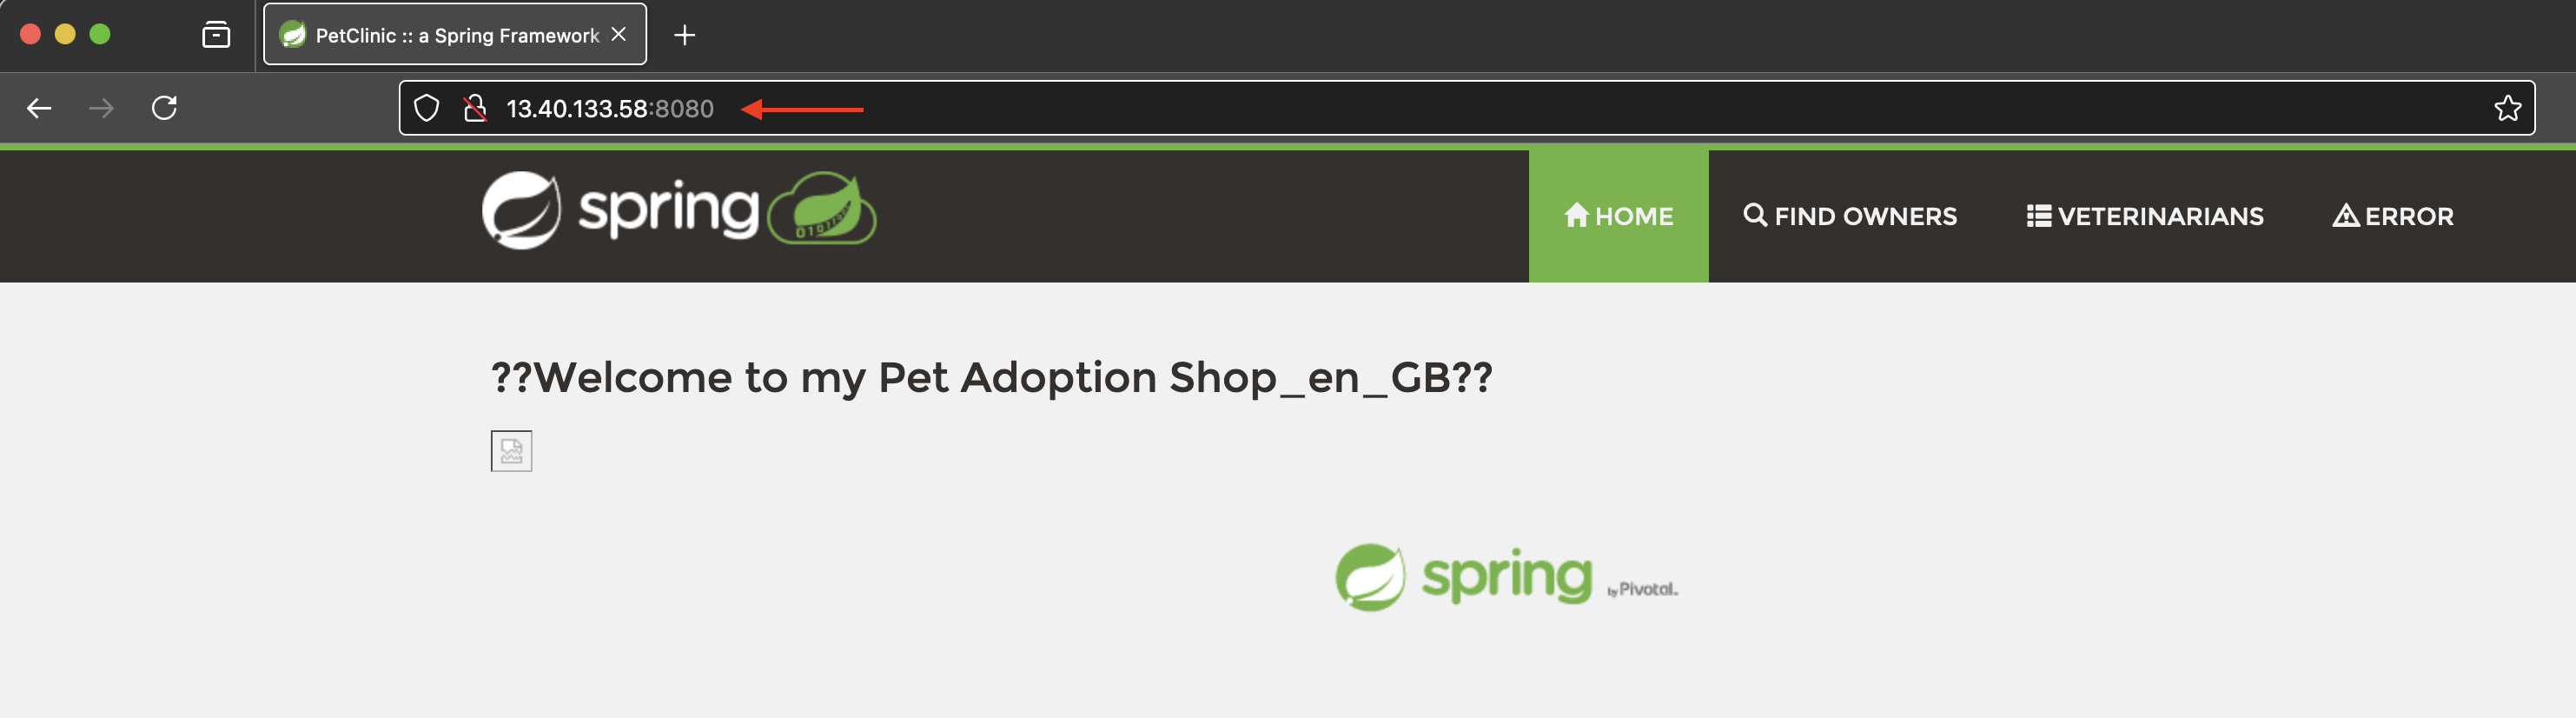 PetClinic :: a Spring Framework
13.40.133.58:8080
spring
HOME
FIND OWNERS
VETERINARIANS
ERROR
??Welcome to my Pet Adoption Shop_en_GB??
spring by Pivotal